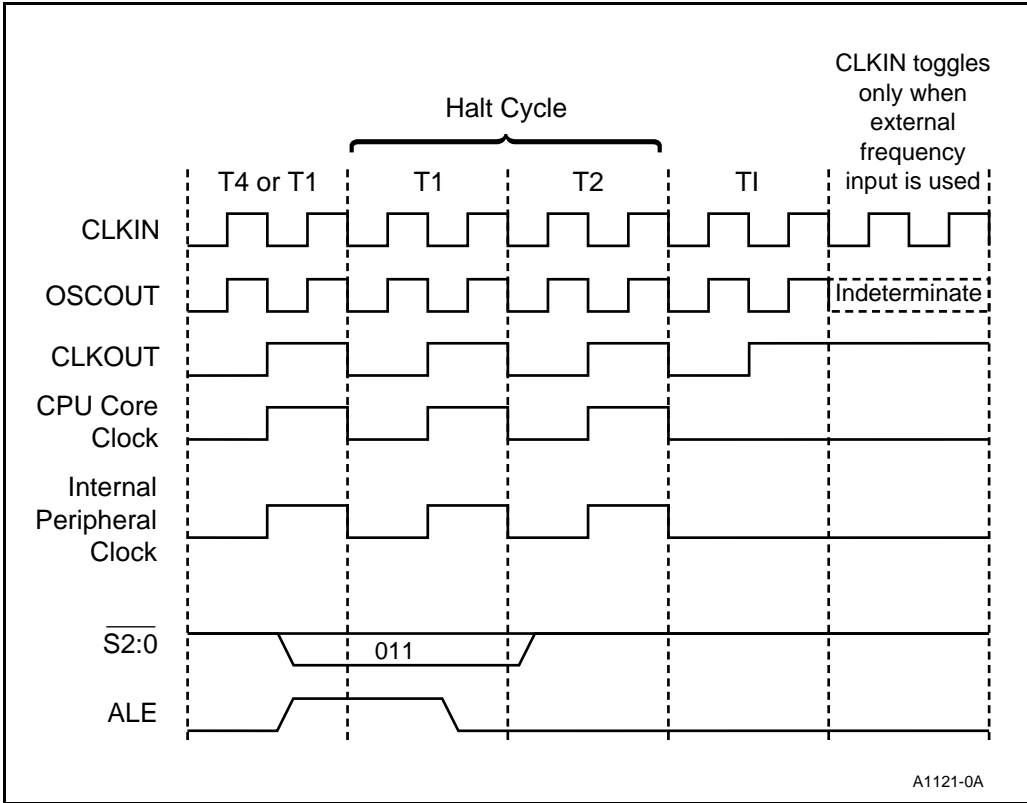 CLKIN toggles
only when
external
frequency
input is used
Halt Cycle
T4 or T1
T1
T2
TI
CLKIN
OSCOUT
Indeterminate
CLKOUT
CPU Core
Clock
Internal
Peripheral
Clock
S2:0
011
ALE
A1121-0A